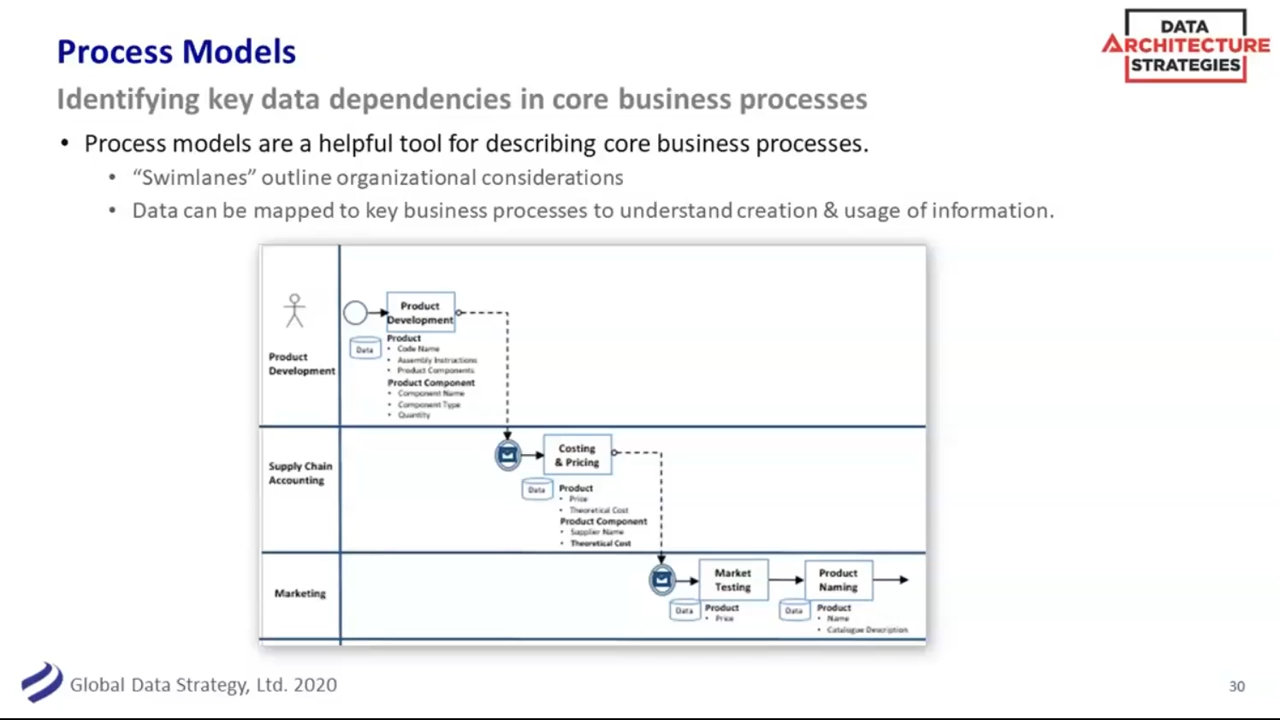 Process Models
DATA
ARCHITECTURE
STRATEGIES
Identifying key data dependencies in core business processes
• Process models are a helpful tool for describing core business processes.
• “Swimlanes” outline organizational considerations
• Data can be mapped to key business processes to understand creation & usage of information.
Product
Development
Product
Development
Data
Product
• Code Name
• Assembly Instructions
• Product Components
Product Component
• Component Name
• Component Type
• Quantity
Supply Chain
Accounting
Costing
& Pricing
Data
Product
• Price
• Theoretical Cost
Product Component
• Supplier Name
• Theoretical Cost
Marketing
Market
Testing
Data
Product
• Price
Product
Naming
Data
Product
• Name
• Catalogue Description
Global Data Strategy, Ltd. 2020
30